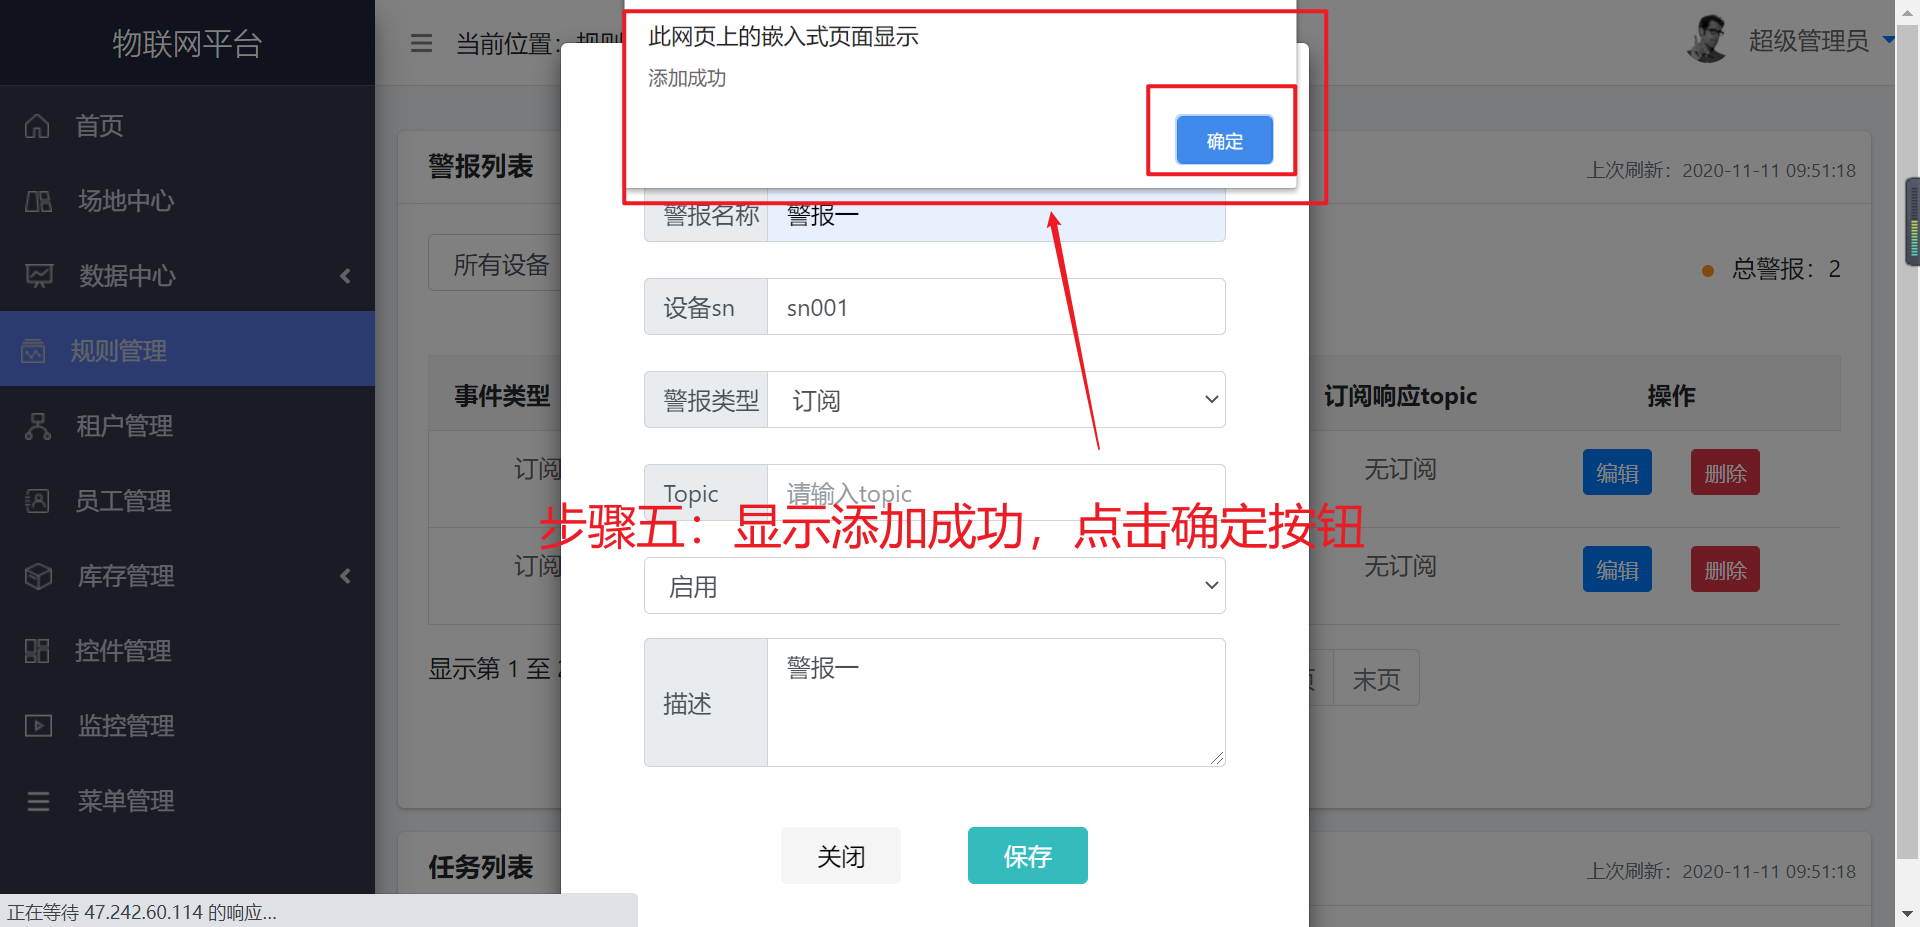 物联网平台
当前位置：规则
超级管理员
此网页上的嵌入式页面显示
添加成功
确定
首页
场地中心
数据中心
规则管理
租户管理
员工管理
库存管理
控件管理
监控管理
菜单管理
警报列表
上次刷新：2020-11-11 09:51:18
所有设备
总警报：2
事件类型
订阅响应topic
操作
订阅
无订阅
编辑
删除
订阅
无订阅
编辑
删除
显示第 1 至
末页
警报名称
警报一
设备sn
sn001
警报类型
订阅
Topic
请输入topic
步骤五：显示添加成功，点击确定按钮
启用
描述
警报一
关闭
保存
任务列表
上次刷新：2020-11-11 09:51:18
正在等待 47.242.60.114 的响应...